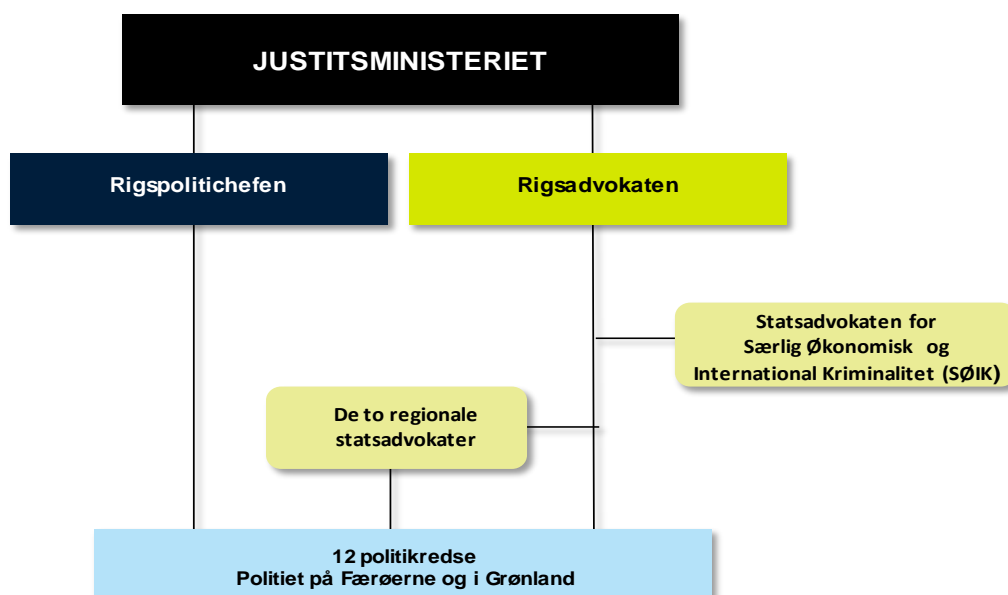 JUSTITSMINISTERIET
Rigspolitichefen
Rigsadvokaten
Statsadvokaten for
Særlig Økonomisk og
International Kriminalitet (SØIK)
De to regionale
statsadvokater
12 politikredse
Politiet på Færøerne og i Grønland